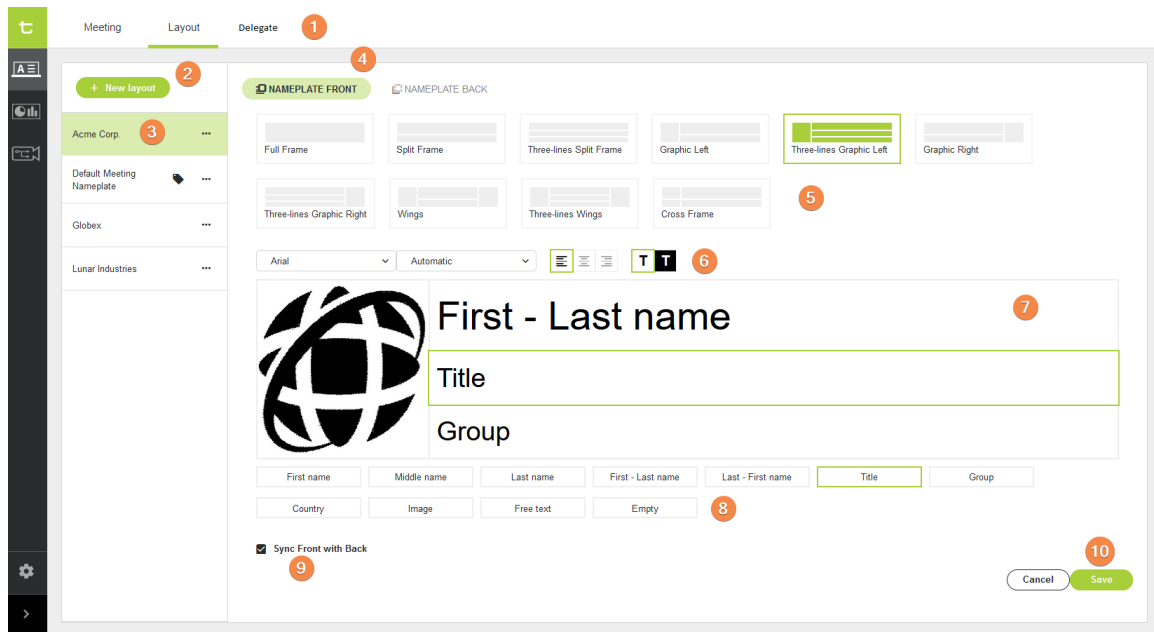 Meeting Layout Delegate 1
2
+ New layout
4
NAMEPLATE FRONT NAMEPLATE BACK
Acme Corp. 3 •••
Default Meeting
Nameplate •••
Globex •••
Lunar Industries •••
Full Frame Split Frame Three-lines Split Frame Graphic Left Three-lines Graphic Left Graphic Right
Three-lines Graphic Right Wings Three-lines Wings Cross Frame 5
Arial Automatic T T 6
First - Last name 7
Title
Group
First name Middle name Last name First - Last name Last - First name Title Group
Country Image Free text Empty 8
Sync Front with Back
9
10
Cancel Save